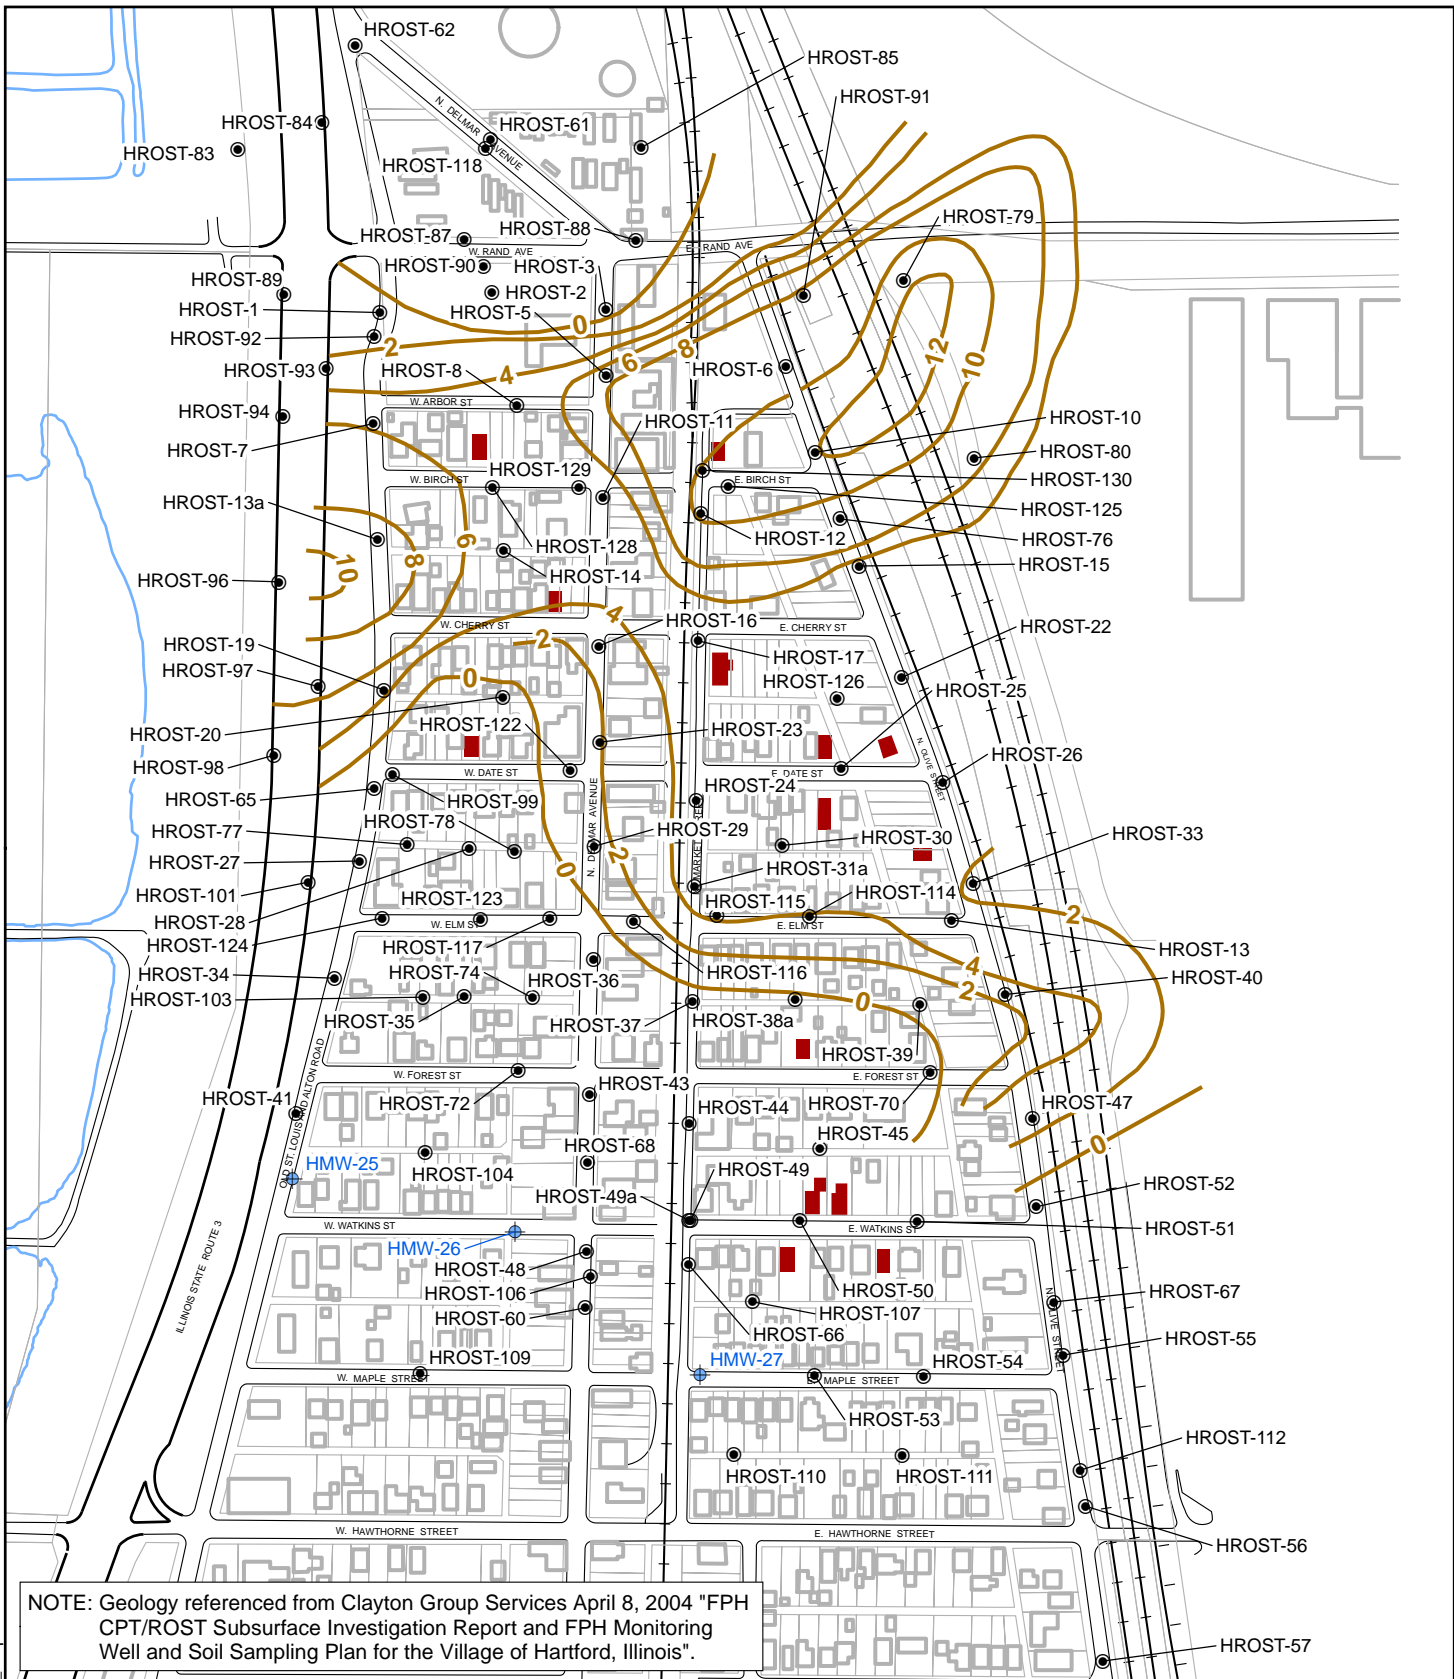 HROST-62
HROST-85
HROST-91
N. DELMAR AVENUE
HROST-84
HROST-61
HROST-83
HROST-118
HROST-79
HROST-87
HROST-88
W. RAND AVE
E. RAND AVE
HROST-90
HROST-3
HROST-89
HROST-2
HROST-1
HROST-5
0
HROST-92
2
8
12
HROST-93
HROST-8
4
6
HROST-6
10
W. ARBOR ST
HROST-94
HROST-11
HROST-10
HROST-7
HROST-80
HROST-129
W. BIRCH ST
E. BIRCH ST
HROST-130
HROST-13a
HROST-125
6
HROST-128
HROST-12
HROST-76
8
10
HROST-96
HROST-14
HROST-15
4
W. CHERRY ST
HROST-16
E. CHERRY ST
HROST-22
HROST-19
2
HROST-17
HROST-97
0
HROST-126
HROST-25
HROST-20
HROST-122
HROST-23
HROST-98
W. DATE ST
E. DATE ST
N. OLIVE STREET
HROST-26
HROST-65
HROST-99
HROST-24
N. DELMAR AVENUE
HROST-77
HROST-78
HROST-29
HROST-30
HROST-33
MARKET STREET
HROST-27
0
2
HROST-101
HROST-31a
HROST-114
HROST-123
HROST-115
HROST-28
2
HROST-124
W. ELM ST
E. ELM ST
HROST-117
HROST-13
HROST-34
HROST-74
HROST-36
HROST-116
4
HROST-40
HROST-103
2
HROST-35
HROST-37
HROST-38a
0
HROST-39
W. FOREST ST
E. FOREST ST
OLD ST. LOUIS AND ALTON ROAD
HROST-41
HROST-72
HROST-43
HROST-44
HROST-70
HROST-47
HROST-68
HROST-45
0
HMW-25
HROST-104
HROST-49
HROST-52
HROST-49a
W. WATKINS ST
E. WATKINS ST
HROST-51
ILLINOIS STATE ROUTE 3
HMW-26
HROST-48
HROST-106
HROST-50
HROST-67
HROST-60
HROST-107
N. OLIVE STREET
HROST-66
HROST-55
HROST-109
HMW-27
HROST-54
W. MAPLE STREET
E. MAPLE STREET
HROST-53
HROST-112
HROST-110
HROST-111
W. HAWTHORNE STREET
E. HAWTHORNE STREET
HROST-56
NOTE: Geology referenced from Clayton Group Services April 8, 2004 "FPH
CPT/ROST Subsurface Investigation Report and FPH Monitoring
Well and Soil Sampling Plan for the Village of Hartford, Illinois".
HROST-57